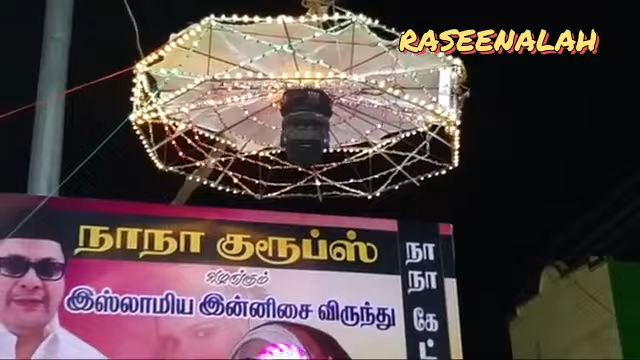 RASEENALAH
நாநா குரூப்ஸ்
வழங்கும்
இஸ்லாமிய இன்னிசை விருந்து
நா
நா
கே